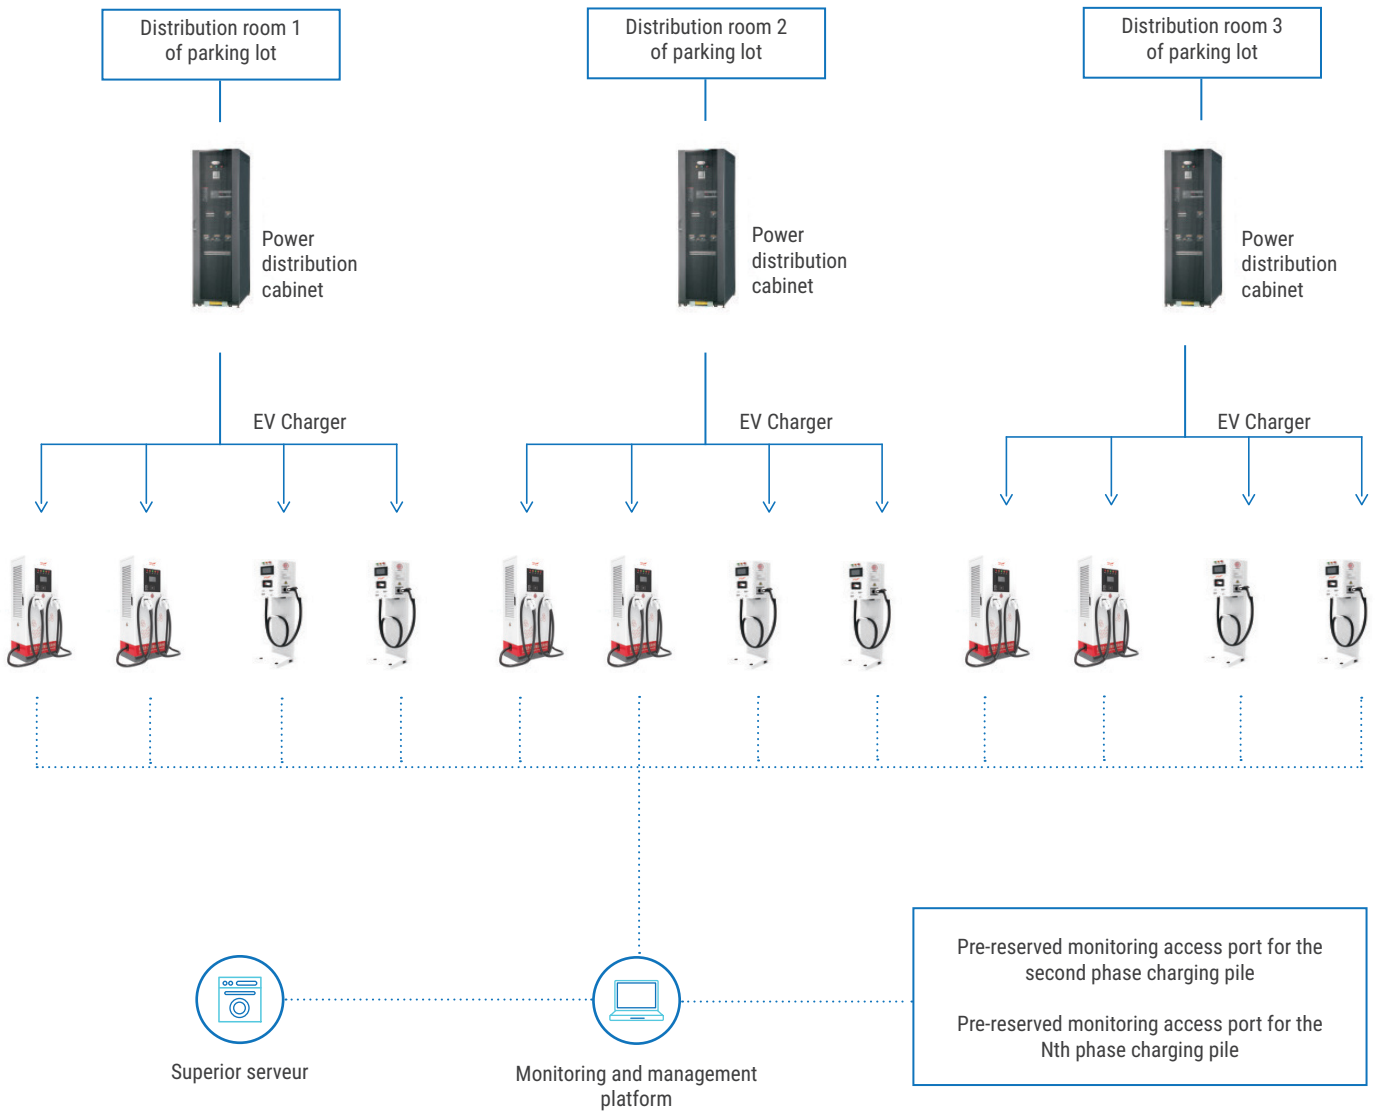 Distribution room 1
of parking lot
Distribution room 2
of parking lot
Distribution room 3
of parking lot
Power
distribution
cabinet
Power
distribution
cabinet
Power
distribution
cabinet
EV Charger
EV Charger
EV Charger
Pre-reserved monitoring access port for the
second phase charging pile
Pre-reserved monitoring access port for the
Nth phase charging pile
Superior serveur
Monitoring and management
platform